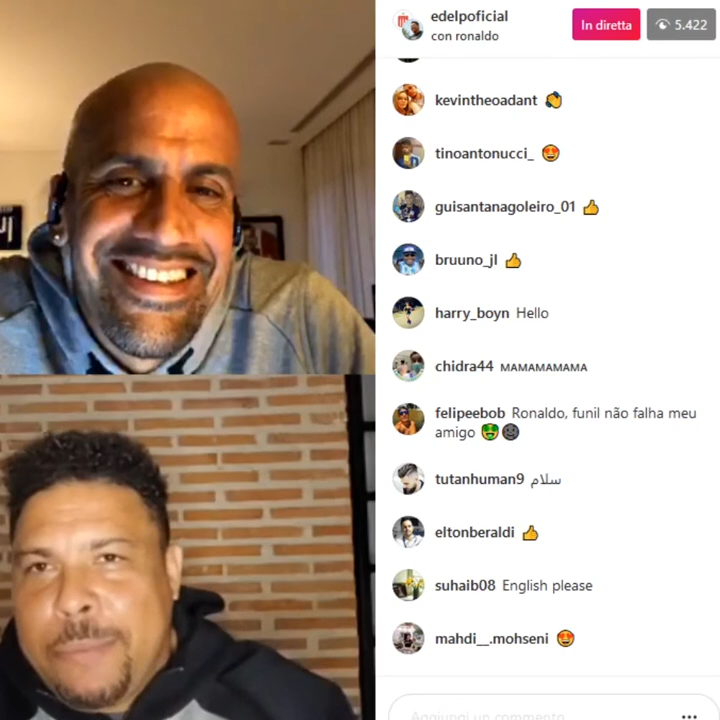 edelpoficial
con ronaldo
In diretta
5.422
kevintheoadant 👏
tinoantonucci_ 😍
guisantanagoleiro_01 👍
bruuno_jl 👍
harry_boyn Hello
chidra44 ᴍᴀᴍᴀᴍᴀᴍᴀᴍᴀ
felipeebob Ronaldo, funil não falha meu
amigo 🤑🌚
tutanhuman9 سلام
eltonberaldi 👍
suhaib08 English please
mahdi__.mohseni 😍
Aggiungi un commento